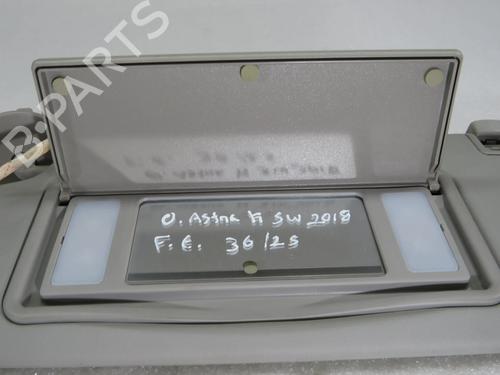 B-PARTS
O. Astra K SW 2018
F.E. 36/25